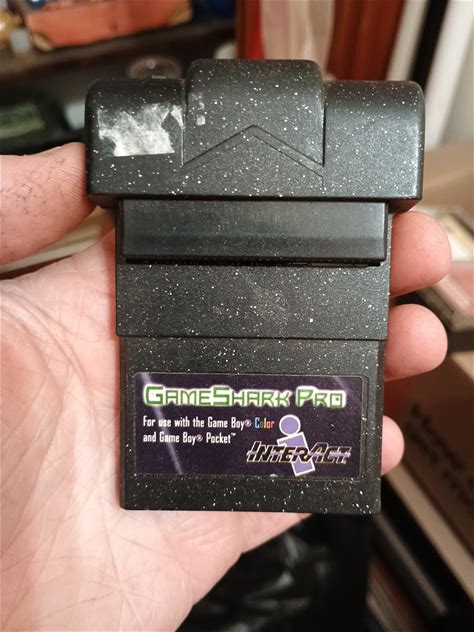 GameShark Pro
For use with the Game Boy® Color
and Game Boy® Pocket™
InterAct